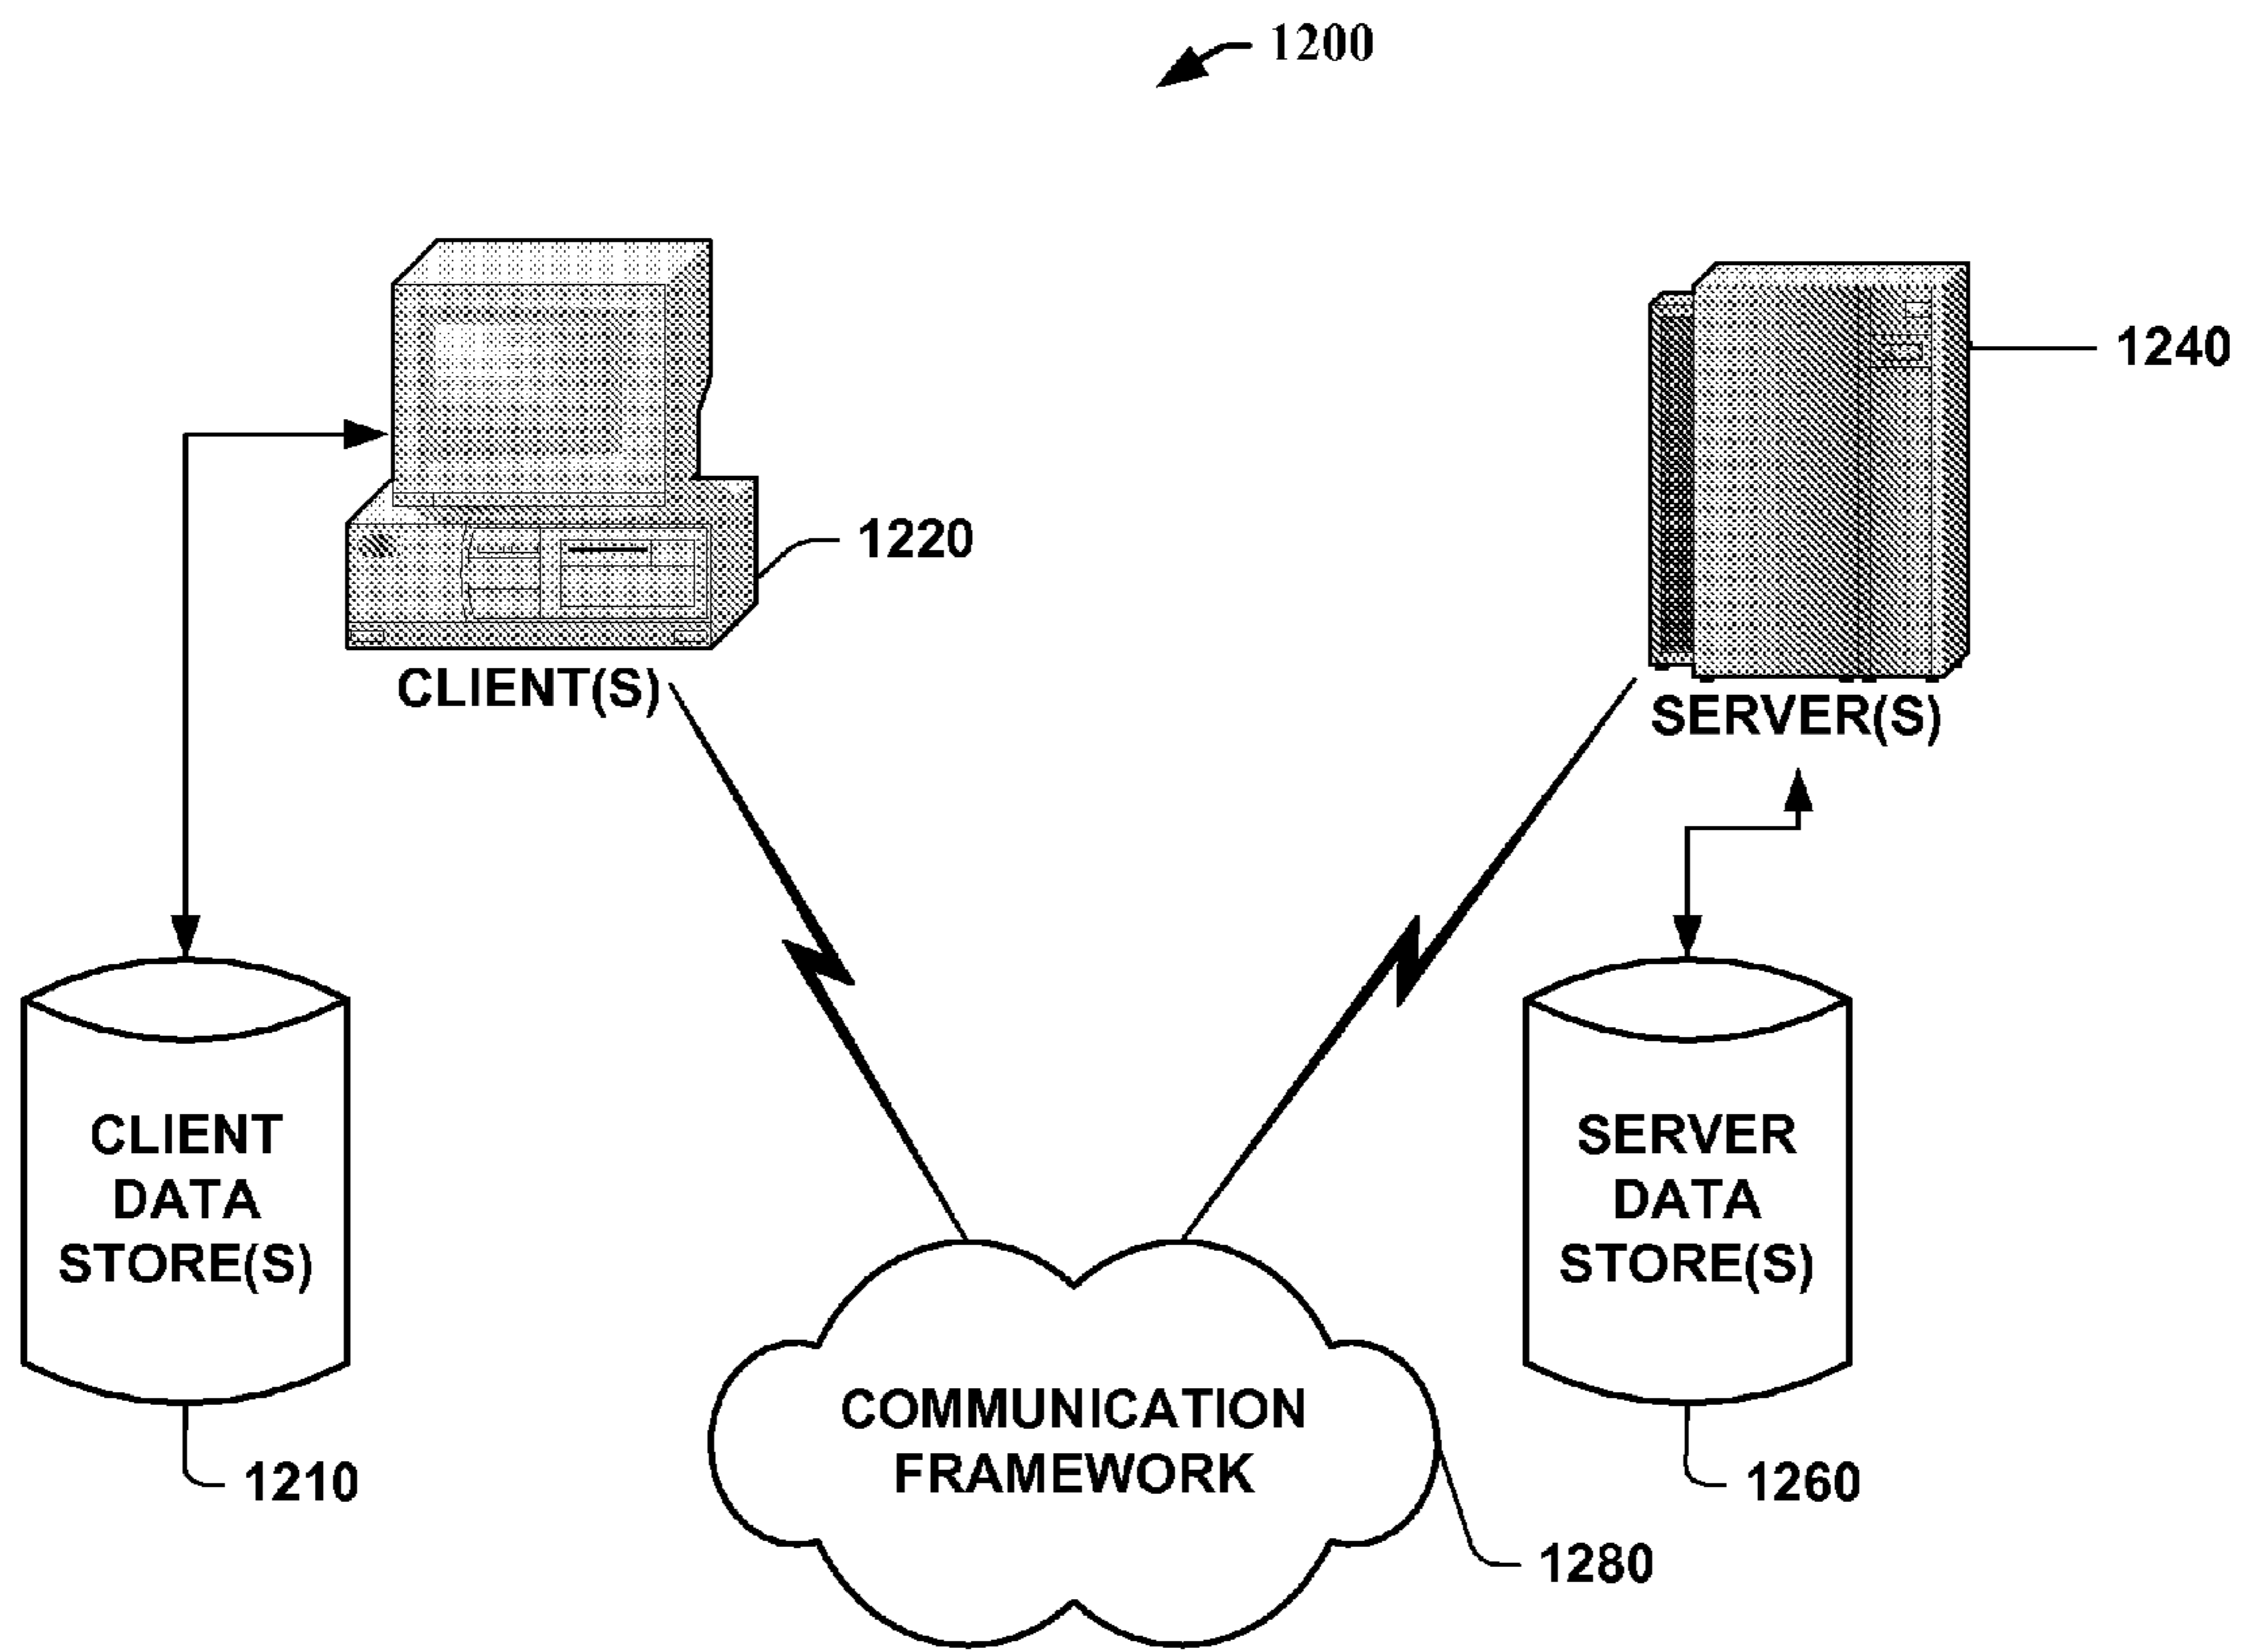 1200
1240
1220
CLIENT(S)
SERVER(S)
CLIENT
DATA
STORE(S)
SERVER
DATA
STORE(S)
COMMUNICATION
FRAMEWORK
1210
1260
1280